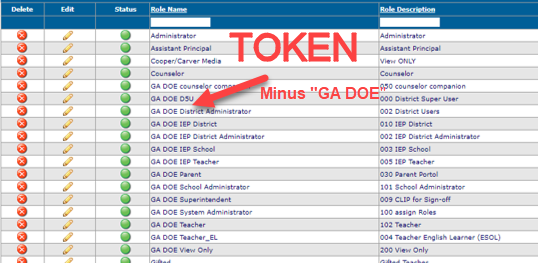 Delete Edit Status Role Name Role Description
TOKEN
Minus "GA DOE"
Administrator Administrator
Assistant Principal Assistant Principal
Cooper/Carver Media View ONLY
Counselor Counselor
GA DOE counselor compa 050 counselor companion
GA DOE DSU 000 District Super User
GA DOE District Administrator 002 District Users
GA DOE IEP District 010 IEP District
GA DOE IEP District Administrator 002 IEP District Administrator
GA DOE IEP School 003 IEP School
GA DOE IEP Teacher 005 IEP Teacher
GA DOE Parent 030 Parent Portol
GA DOE School Administrator 101 School Administrator
GA DOE Superintendent 009 CLIP for Sign-off
GA DOE System Administrator 100 assign Roles
GA DOE Teacher 102 Teacher
GA DOE Teacher_EL 004 Teacher English Learner (ESOL)
GA DOE View Only 200 View Only
Gifted Gifted Teacher